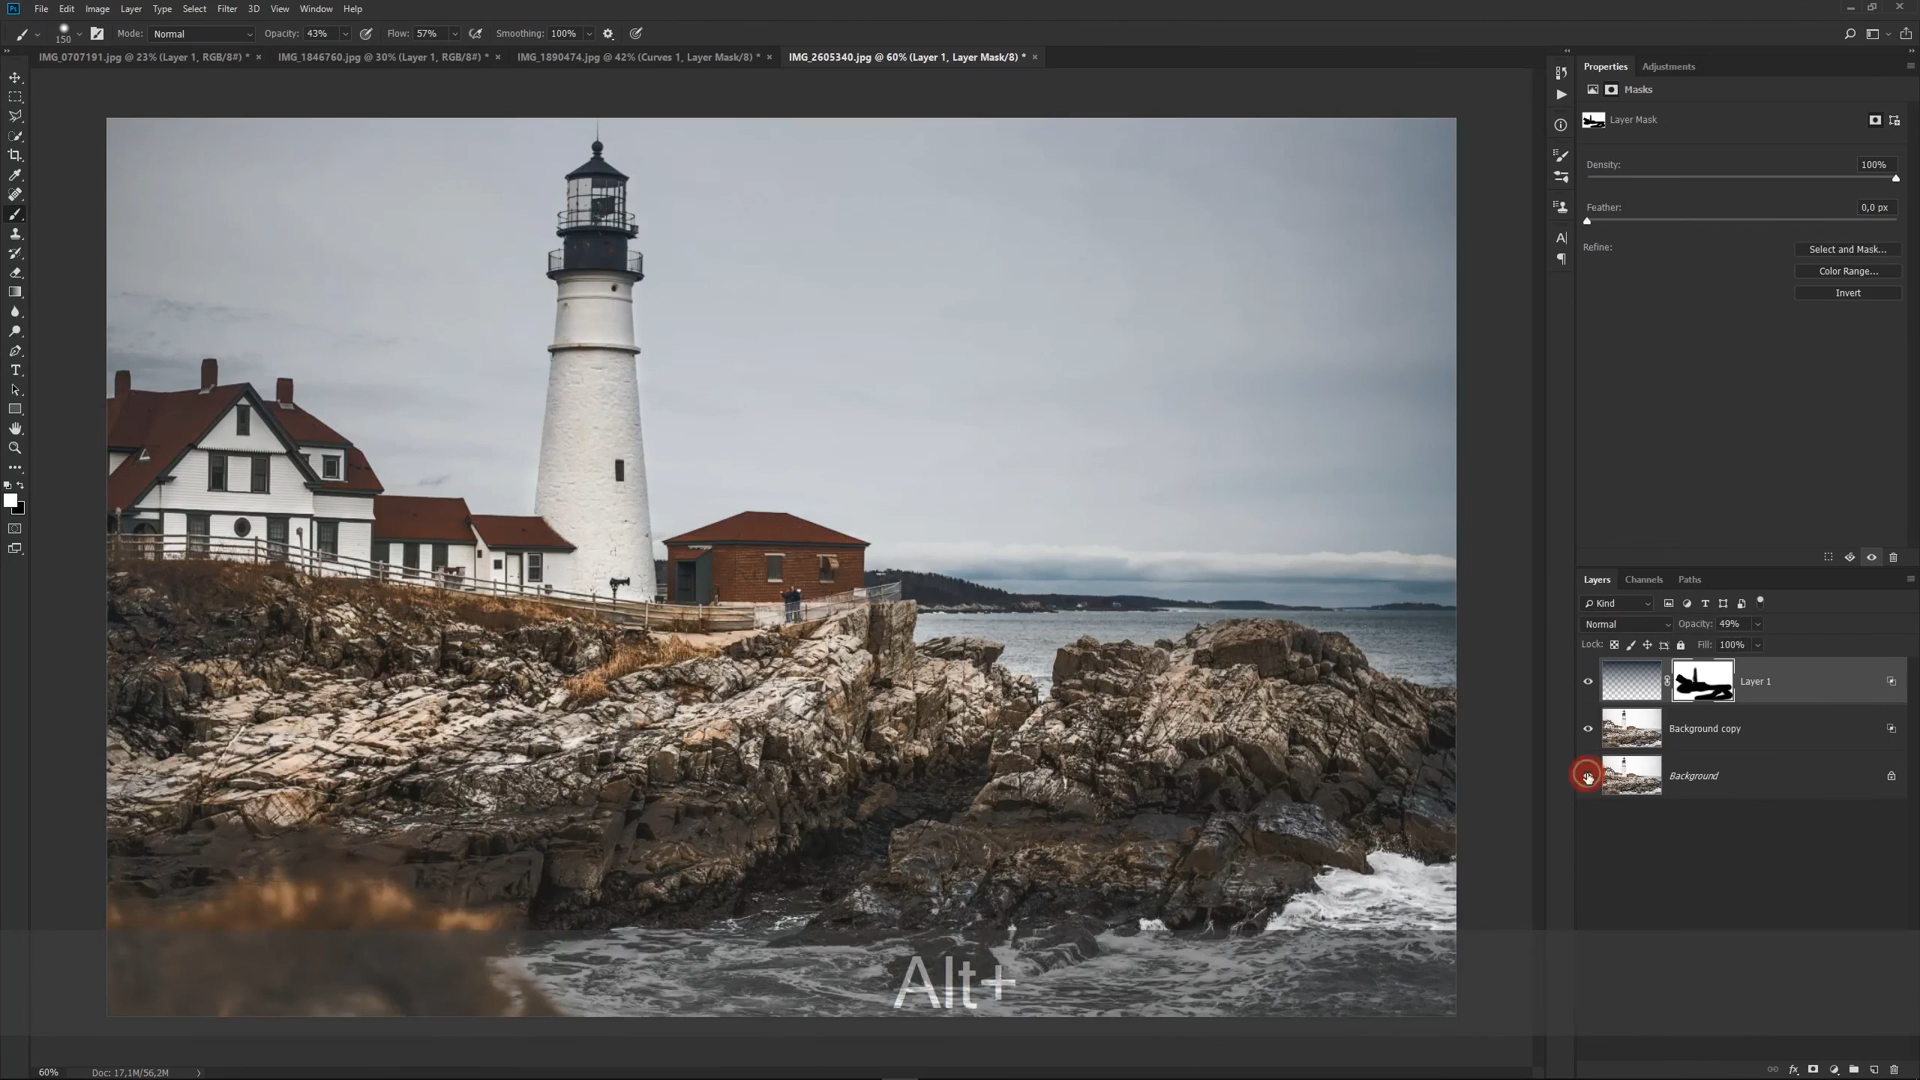 Ps File Edit Image Layer Type Select Filter 3D View Window Help
150 Mode: Normal Opacity: 43% Flow: 57% Smoothing: 100%
IMG_0707191.jpg @ 23% (Layer 1, RGB/8#) * × IMG_1846760.jpg @ 30% (Layer 1, RGB/8#) * × IMG_1890474.jpg @ 42% (Curves 1, Layer Mask/8) * × IMG_2605340.jpg @ 60% (Layer 1, Layer Mask/8) * ×
Properties Adjustments
Masks
Layer Mask
Density: 100%
Feather: 0,0 px
Refine: Select and Mask...
Color Range...
Invert
Layers Channels Paths
Kind
Normal Opacity: 49%
Lock: Fill: 100%
Layer 1
Background copy
Background
Alt+
60% Doc: 17,1M/56,2M